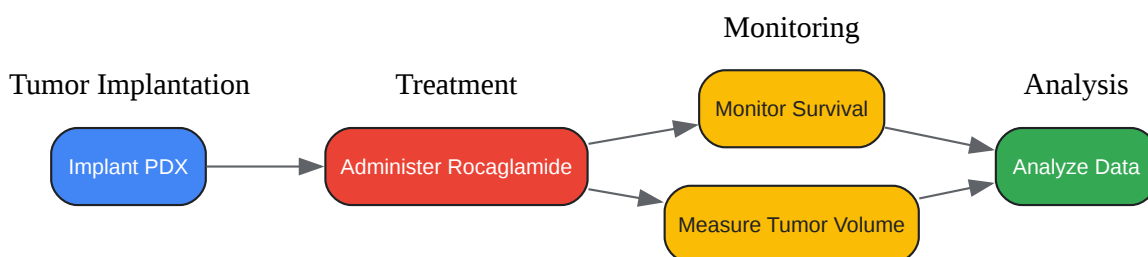 Tumor Implantation
Implant PDX
Treatment
Administer Rocaglamide
Monitoring
Monitor Survival
Measure Tumor Volume
Analysis
Analyze Data